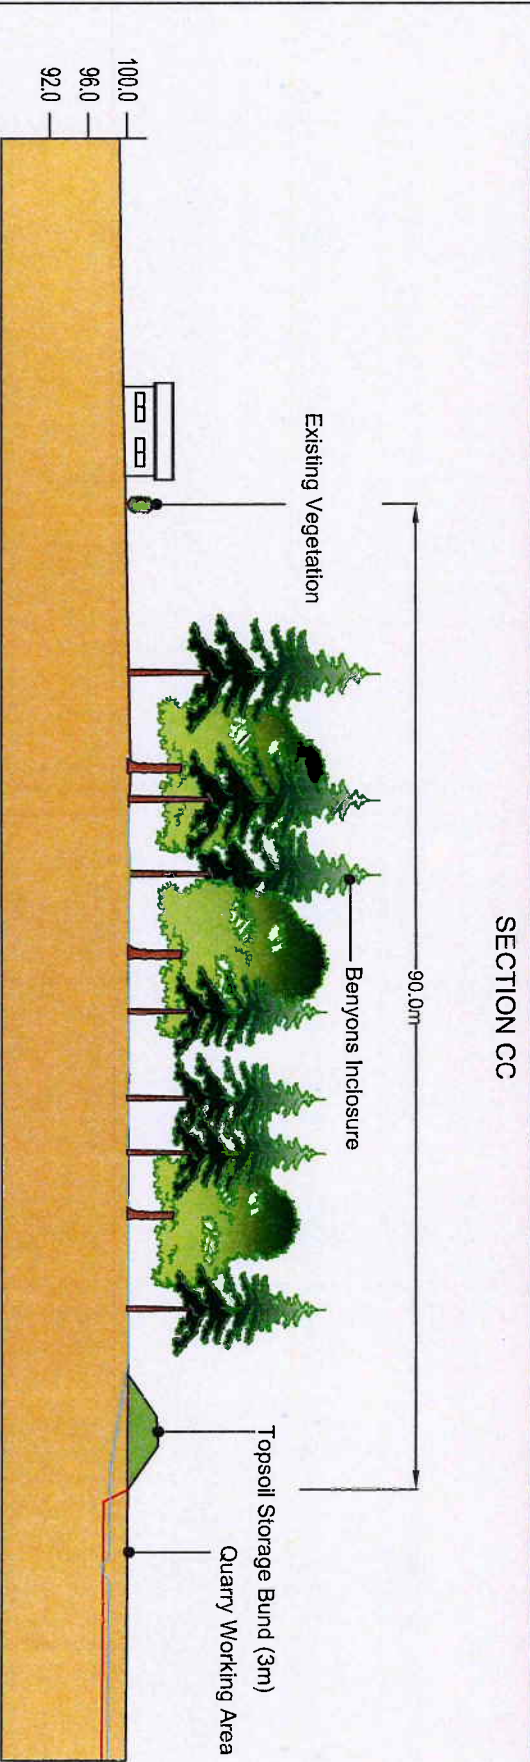 SECTION CC
90.0m
Existing Vegetation
Benyons Inclosure
Topsoil Storage Bund (3m)
Quarry Working Area
100.0
96.0
92.0